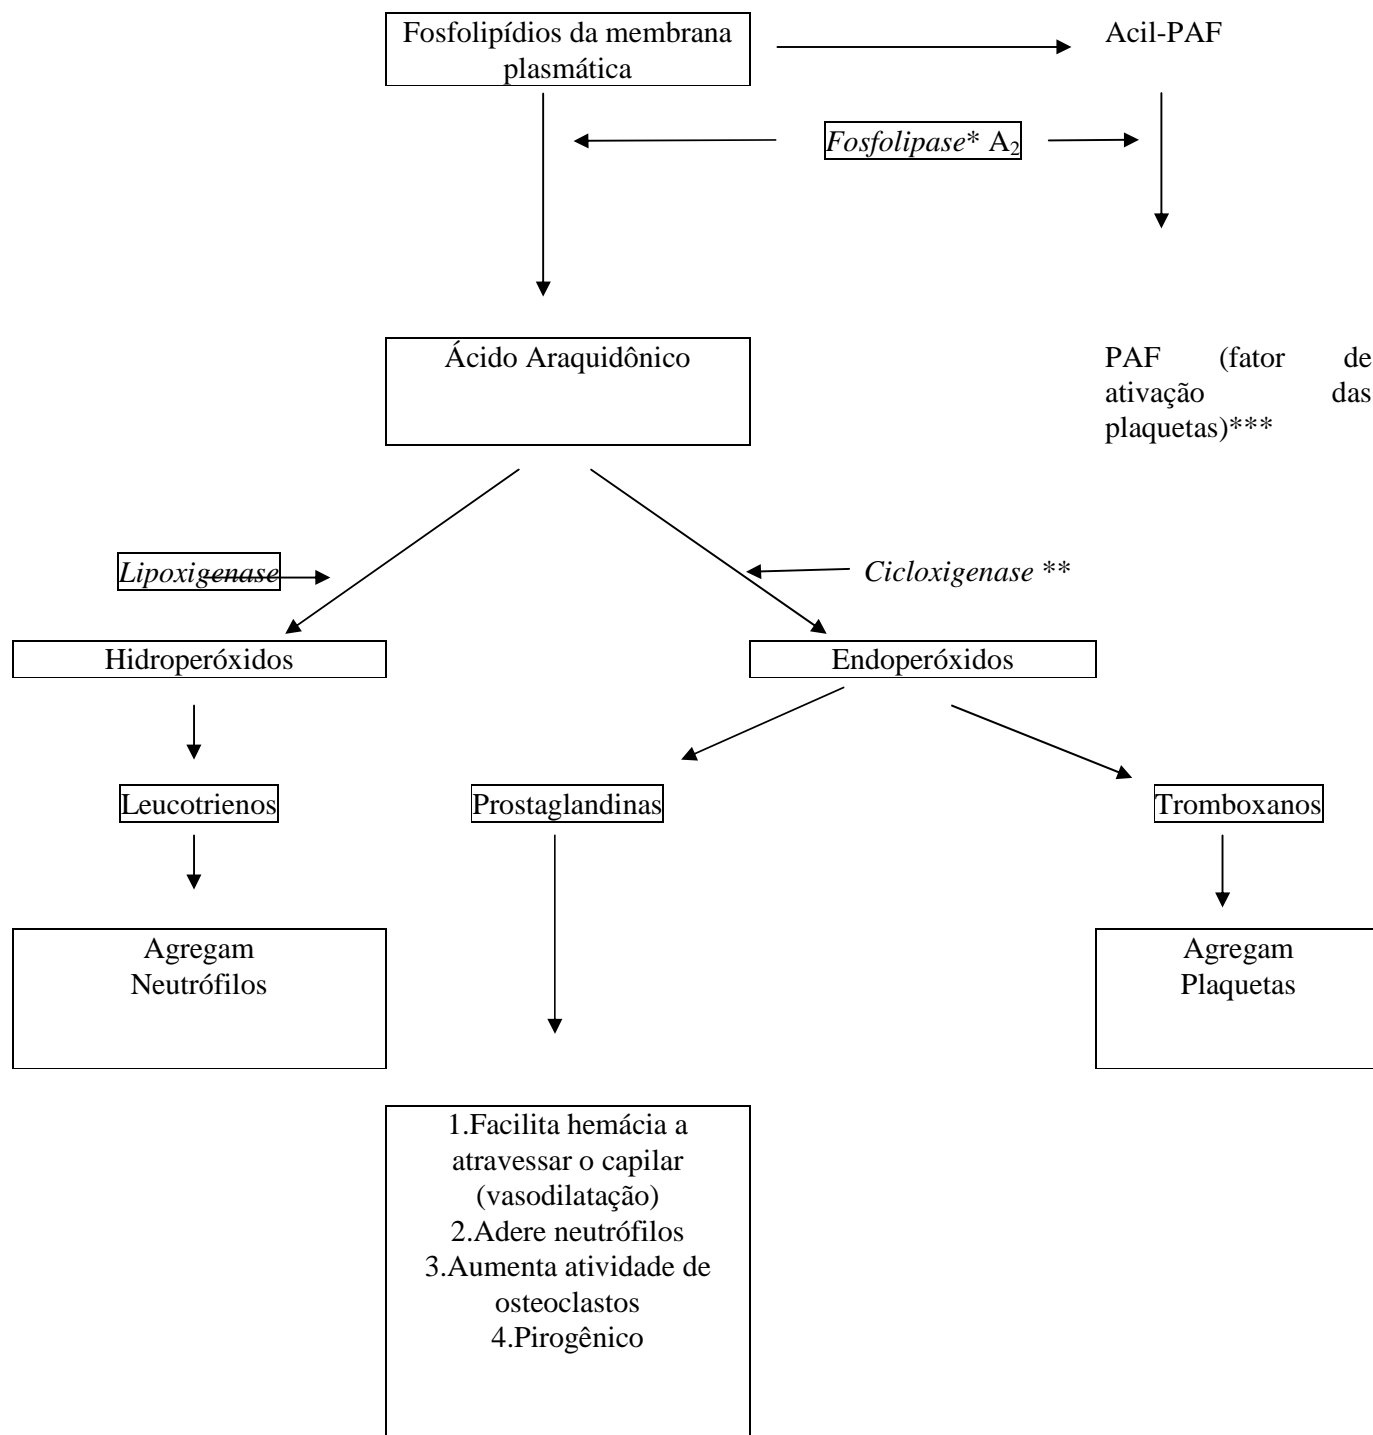 Fosfolipídios da membrana
plasmática
Acil-PAF
Fosfolipase* A₂
Ácido Araquidônico
PAF (fator de
ativação das
plaquetas)***
Lipoxigenase
Cicloxigenase **
Hidroperóxidos
Endoperóxidos
Leucotrienos
Prostaglandinas
Tromboxanos
Agregam
Neutrófilos
Agregam
Plaquetas
1.Facilita hemácia a
atravessar o capilar
(vasodilatação)
2.Adere neutrófilos
3.Aumenta atividade de
osteoclastos
4.Pirogênico